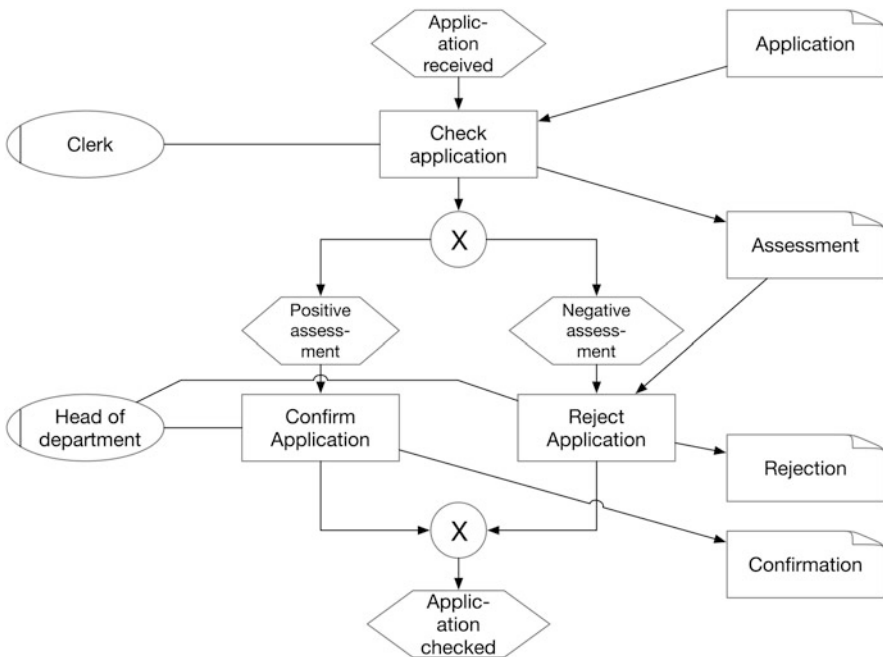 Applic-
ation
received
Application
Clerk
Check
application
X
Assessment
Positive
assess-
ment
Negative
assess-
ment
Head of
department
Confirm
Application
Reject
Application
Rejection
X
Confirmation
Applic-
ation
checked